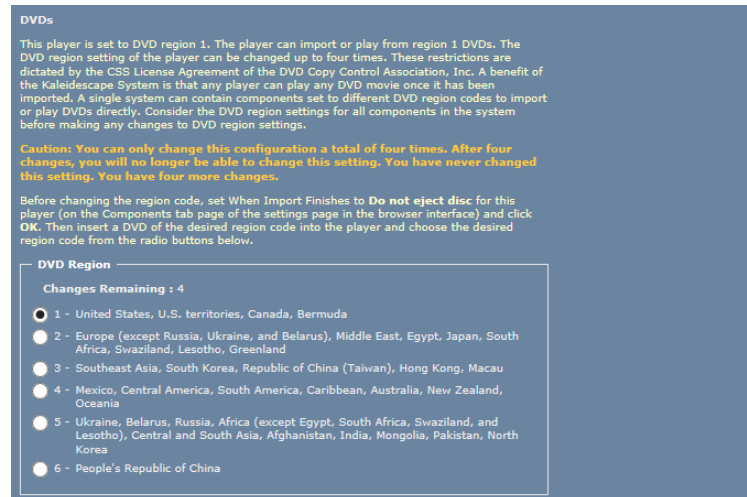 DVDs
This player is set to DVD region 1. The player can import or play from region 1 DVDs. The
DVD region setting of the player can be changed up to four times. These restrictions are
dictated by the CSS License Agreement of the DVD Copy Control Association, Inc. A benefit of
the Kaleidescape System is that any player can play any DVD movie once it has been
imported. A single system can contain components set to different DVD region codes to import
or play DVDs directly. Consider the DVD region settings for all components in the system
before making any changes to DVD region settings.
Caution: You can only change this configuration a total of four times. After four
changes, you will no longer be able to change this setting. You have never changed
this setting. You have four more changes.
Before changing the region code, set When Import Finishes to Do not eject disc for this
player (on the Components tab page of the settings page in the browser interface) and click
OK. Then insert a DVD of the desired region code into the player and choose the desired
region code from the radio buttons below.
DVD Region
Changes Remaining : 4
1 - United States, U.S. territories, Canada, Bermuda
2 - Europe (except Russia, Ukraine, and Belarus), Middle East, Egypt, Japan, South
Africa, Swaziland, Lesotho, Greenland
3 - Southeast Asia, South Korea, Republic of China (Taiwan), Hong Kong, Macau
4 - Mexico, Central America, South America, Caribbean, Australia, New Zealand,
Oceania
5 - Ukraine, Belarus, Russia, Africa (except Egypt, South Africa, Swaziland, and
Lesotho), Central and South Asia, Afghanistan, India, Mongolia, Pakistan, North
Korea
6 - People's Republic of China